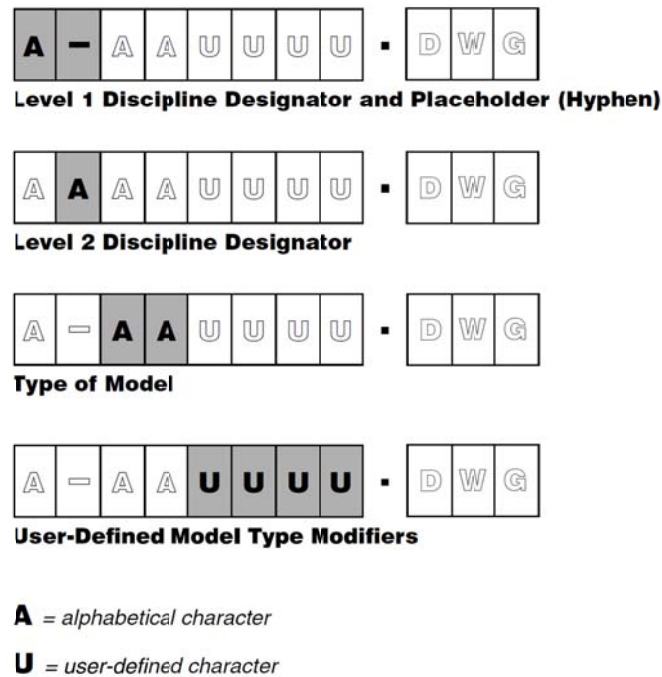 A - A A U U U U . D W G
Level 1 Discipline Designator and Placeholder (Hyphen)
A A A A U U U U . D W G
Level 2 Discipline Designator
A - A A U U U U . D W G
Type of Model
A - A A U U U U . D W G
User-Defined Model Type Modifiers
A = alphabetical character
U = user-defined character